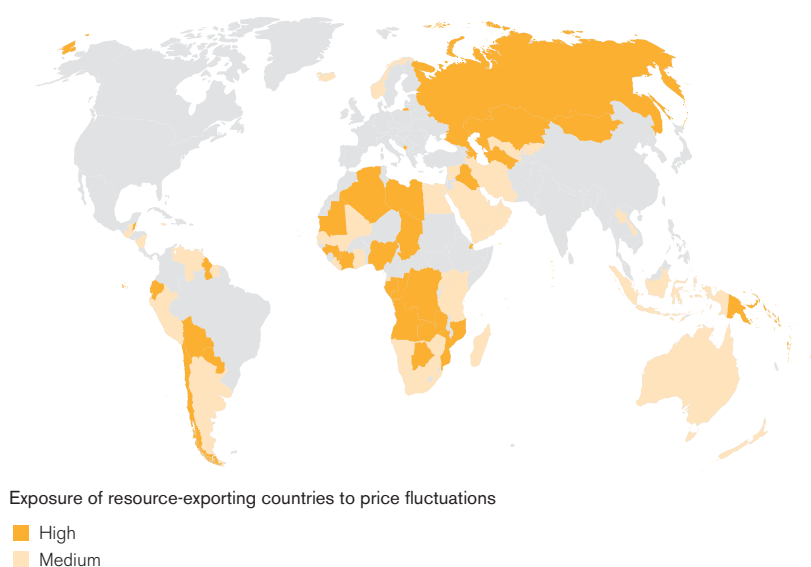 Exposure of resource-exporting countries to price fluctuations
High
Medium